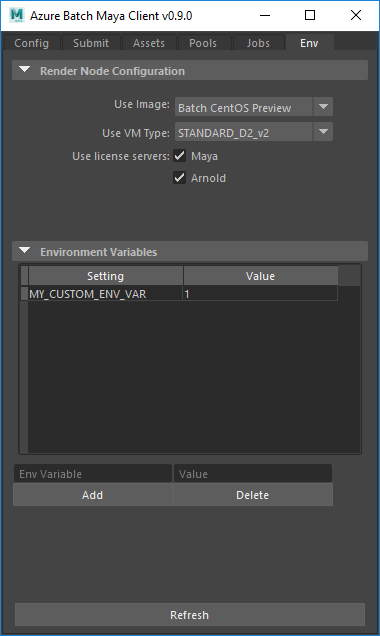 Azure Batch Maya Client v0.9.0
Config Submit Assets Pools Jobs Env
Render Node Configuration
Use Image: Batch CentOS Preview
Use VM Type: STANDARD_D2_v2
Use license servers: Maya
Arnold
Environment Variables
Setting Value
MY_CUSTOM_ENV_VAR 1
Env Variable Value
Add Delete
Refresh